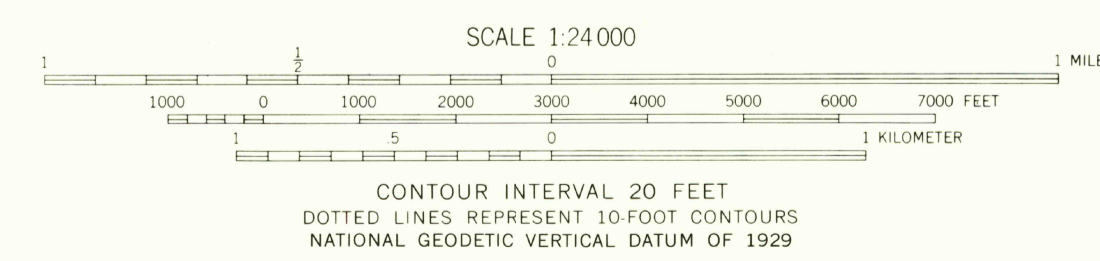 SCALE 1:24 000
1 1/2 0 1 MILE
1000 0 1000 2000 3000 4000 5000 6000 7000 FEET
1 .5 0 1 KILOMETER
CONTOUR INTERVAL 20 FEET
DOTTED LINES REPRESENT 10-FOOT CONTOURS
NATIONAL GEODETIC VERTICAL DATUM OF 1929